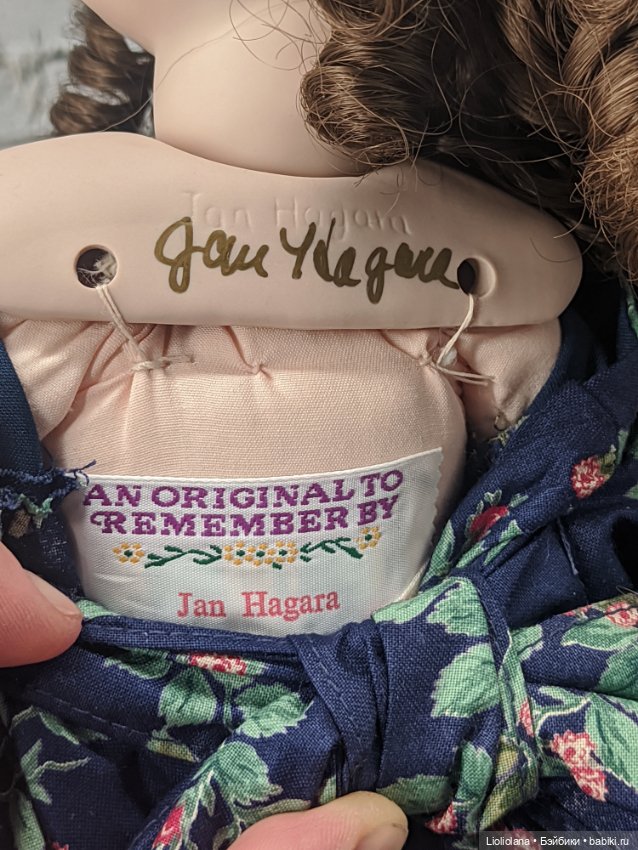 Jan Hagara
Jan Hagara
AN ORIGINAL TO
REMEMBER BY
Jan Hagara
Lioliolana • Бэйбики • babiki.ru